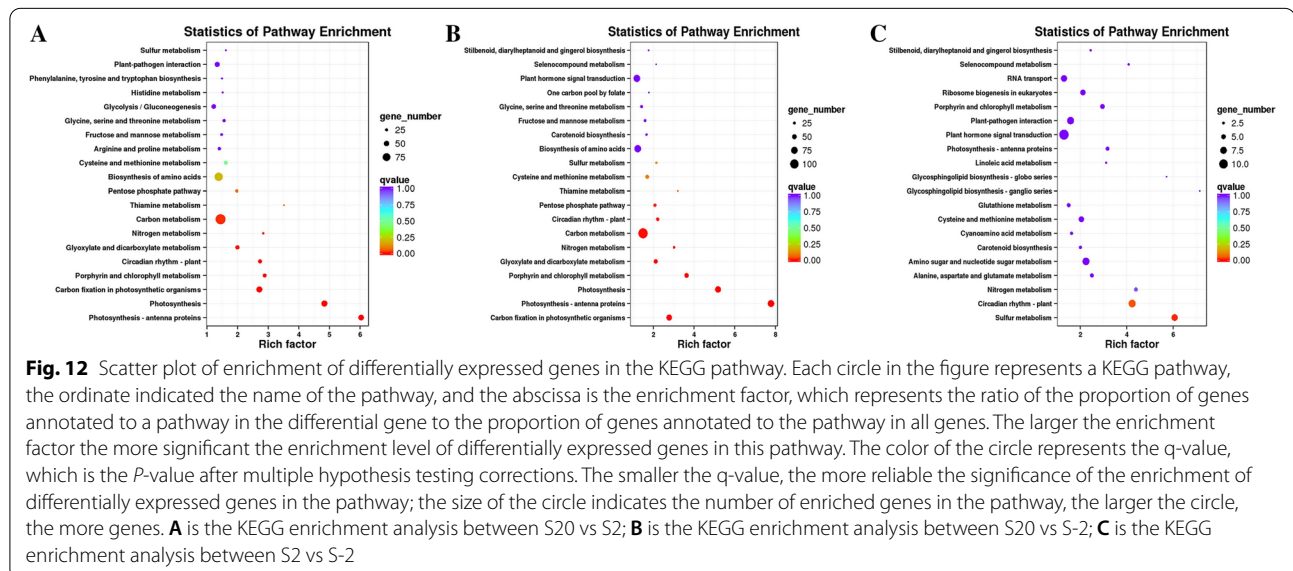 A
Statistics of Pathway Enrichment
Sulfur metabolism
Plant-pathogen interaction
Phenylalanine, tyrosine and tryptophan biosynthesis
Histidine metabolism
Glycolysis / Gluconeogenesis
Glycine, serine and threonine metabolism
Fructose and mannose metabolism
Arginine and proline metabolism
Cysteine and methionine metabolism
Biosynthesis of amino acids
Pentose phosphate pathway
Thiamine metabolism
Carbon metabolism
Nitrogen metabolism
Glyoxylate and dicarboxylate metabolism
Circadian rhythm - plant
Porphyrin and chlorophyll metabolism
Carbon fixation in photosynthetic organisms
Photosynthesis
Photosynthesis - antenna proteins
1 2 3 4 5 6
Rich factor
gene_number
25
50
75
qvalue
1.00
0.75
0.50
0.25
0.00
B
Statistics of Pathway Enrichment
Stilbenoid, diarylheptanoid and gingerol biosynthesis
Selenocompound metabolism
Plant hormone signal transduction
One carbon pool by folate
Glycine, serine and threonine metabolism
Fructose and mannose metabolism
Carotenoid biosynthesis
Biosynthesis of amino acids
Sulfur metabolism
Cysteine and methionine metabolism
Thiamine metabolism
Pentose phosphate pathway
Circadian rhythm - plant
Carbon metabolism
Nitrogen metabolism
Glyoxylate and dicarboxylate metabolism
Porphyrin and chlorophyll metabolism
Photosynthesis
Photosynthesis - antenna proteins
Carbon fixation in photosynthetic organisms
2 4 6 8
Rich factor
gene_number
25
50
75
100
qvalue
1.00
0.75
0.50
0.25
0.00
C
Statistics of Pathway Enrichment
Stilbenoid, diarylheptanoid and gingerol biosynthesis
Selenocompound metabolism
RNA transport
Ribosome biogenesis in eukaryotes
Porphyrin and chlorophyll metabolism
Plant-pathogen interaction
Plant hormone signal transduction
Photosynthesis - antenna proteins
Linoleic acid metabolism
Glycosphingolipid biosynthesis - globo series
Glycosphingolipid biosynthesis - ganglio series
Glutathione metabolism
Cysteine and methionine metabolism
Cyanoamino acid metabolism
Carotenoid biosynthesis
Amino sugar and nucleotide sugar metabolism
Alanine, aspartate and glutamate metabolism
Nitrogen metabolism
Circadian rhythm - plant
Sulfur metabolism
2 4 6
Rich factor
gene_number
2.5
5.0
7.5
10.0
qvalue
1.00
0.75
0.50
0.25
0.00
Fig. 12 Scatter plot of enrichment of differentially expressed genes in the KEGG pathway. Each circle in the figure represents a KEGG pathway,
the ordinate indicated the name of the pathway, and the abscissa is the enrichment factor, which represents the ratio of the proportion of genes
annotated to a pathway in the differential gene to the proportion of genes annotated to the pathway in all genes. The larger the enrichment
factor the more significant the enrichment level of differentially expressed genes in this pathway. The color of the circle represents the q-value,
which is the P-value after multiple hypothesis testing corrections. The smaller the q-value, the more reliable the significance of the enrichment of
differentially expressed genes in the pathway; the size of the circle indicates the number of enriched genes in the pathway, the larger the circle,
the more genes. A is the KEGG enrichment analysis between S20 vs S2; B is the KEGG enrichment analysis between S20 vs S-2; C is the KEGG
enrichment analysis between S2 vs S-2